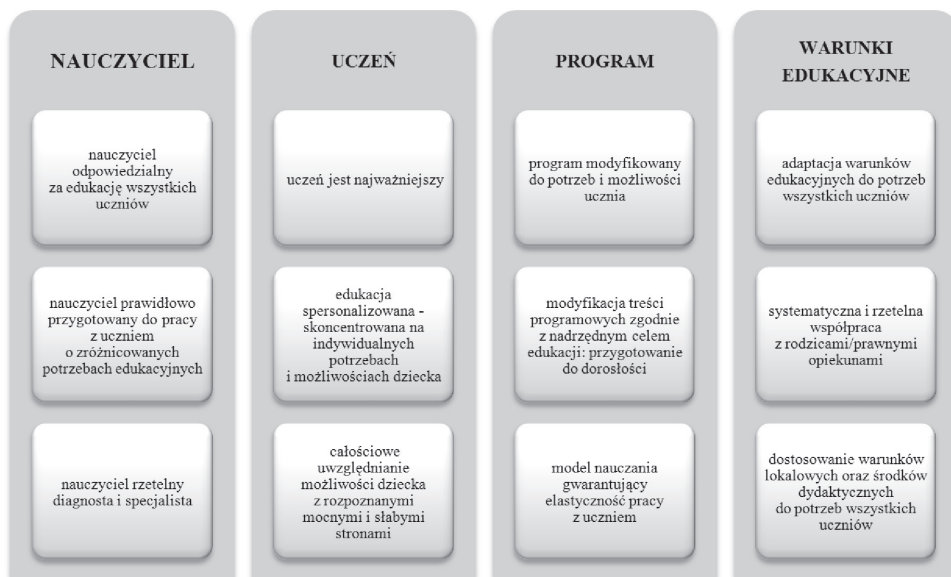 NAUCZYCIEL
nauczyciel
odpowiedzialny
za edukację wszystkich
uczniów
nauczyciel prawidłowo
przygotowany do pracy
z uczniem
o zróżnicowanych
potrzebach edukacyjnych
nauczyciel rzetelny
diagnosta i specjalista
UCZEŃ
uczeń jest najważniejszy
edukacja
spersonalizowana -
skoncentrowana na
indywidualnych
potrzebach
i możliwościach dziecka
całościowe
uwzględnianie
możliwości dziecka
z rozpoznanymi
mocnymi i słabymi
stronami
PROGRAM
program modyfikowany
do potrzeb i możliwości
ucznia
modyfikacja treści
programowych zgodnie
z nadrzędnym celem
edukacji: przygotowanie
do dorosłości
model nauczania
gwarantujący
elastyczność pracy
z uczniem
WARUNKI
EDUKACYJNE
adaptacja warunków
edukacyjnych do potrzeb
wszystkich uczniów
systematyczna i rzetelna
współpraca
z rodzicami/prawnymi
opiekunami
dostosowanie warunków
lokalowych oraz środków
dydaktycznych
do potrzeb wszystkich
uczniów